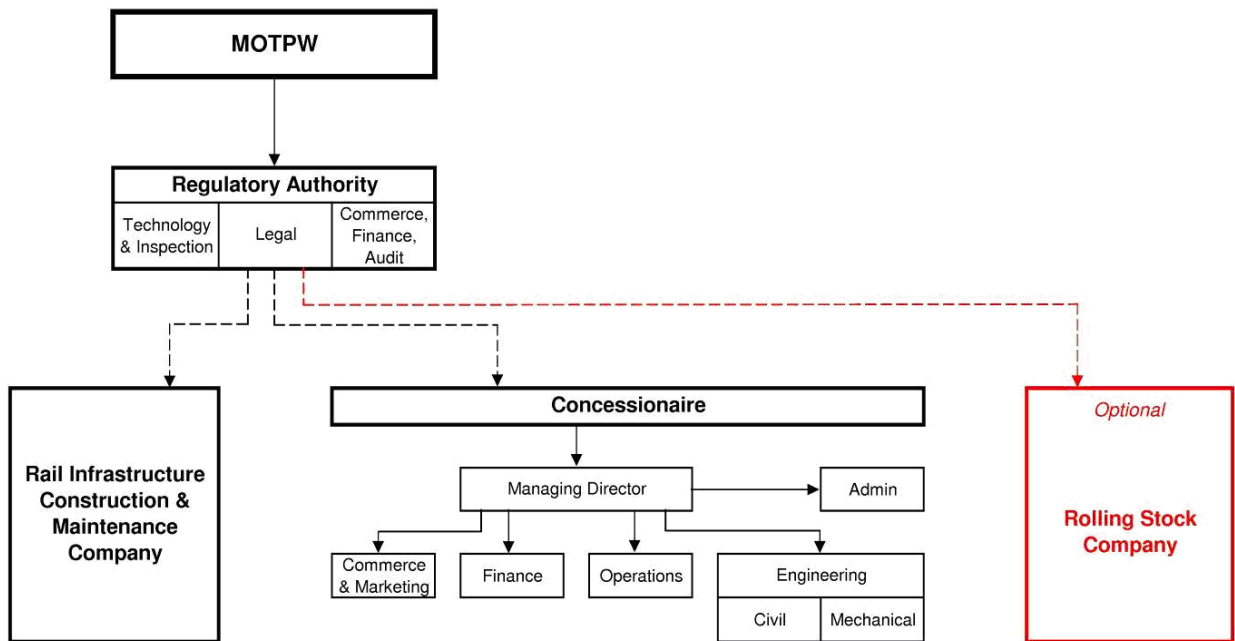 MOTPW
Regulatory Authority
Technology
& Inspection
Legal
Commerce,
Finance,
Audit
Rail Infrastructure
Construction &
Maintenance
Company
Concessionaire
Managing Director
Admin
Commerce
& Marketing
Finance
Operations
Engineering
Civil
Mechanical
Optional
Rolling Stock
Company